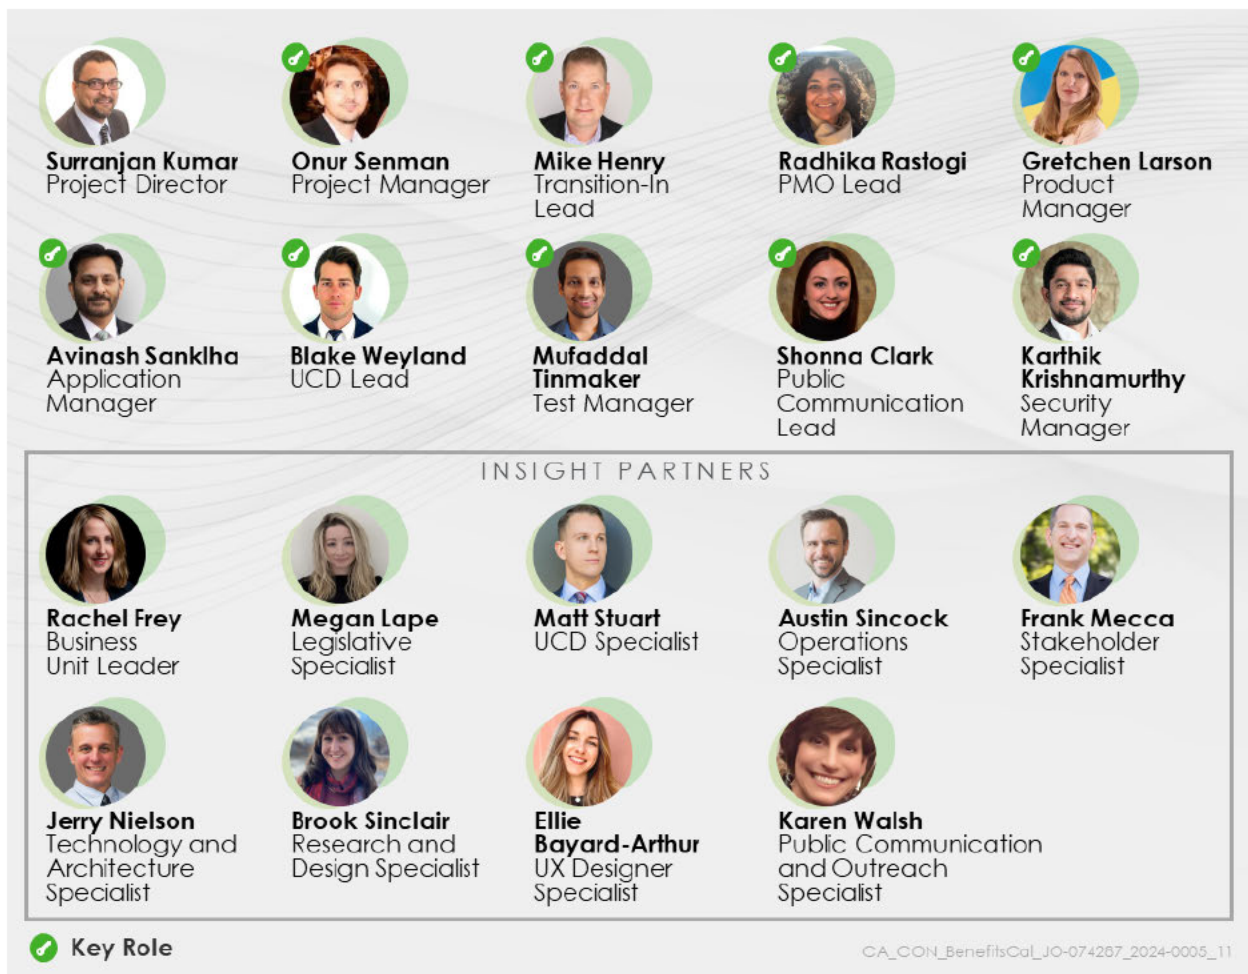 Surranjan Kumar
Project Director
Onur Senman
Project Manager
Mike Henry
Transition-In
Lead
Radhika Rastogi
PMO Lead
Gretchen Larson
Product
Manager
Avinash Sanklha
Application
Manager
Blake Weyland
UCD Lead
Mufaddal
Tinmaker
Test Manager
Shonna Clark
Public
Communication
Lead
Karthik
Krishnamurthy
Security
Manager
INSIGHT PARTNERS
Rachel Frey
Business
Unit Leader
Megan Lape
Legislative
Specialist
Matt Stuart
UCD Specialist
Austin Sincock
Operations
Specialist
Frank Mecca
Stakeholder
Specialist
Jerry Nielson
Technology and
Architecture
Specialist
Brook Sinclair
Research and
Design Specialist
Ellie
Bayard-Arthur
UX Designer
Specialist
Karen Walsh
Public Communication
and Outreach
Specialist
Key Role
CA_CON_BenefitsCal_JO-074287_2024-0005_11